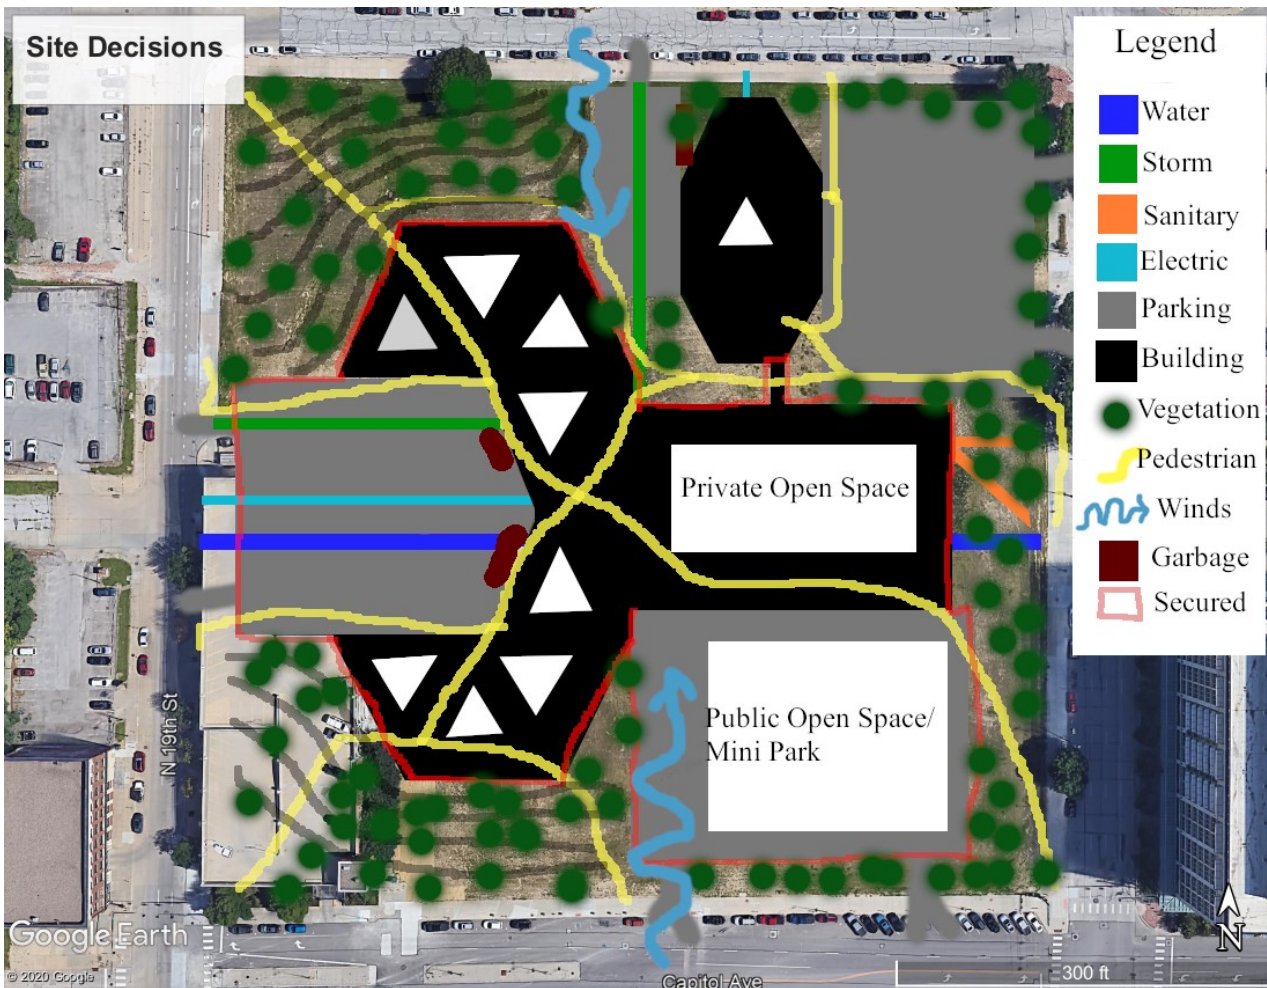 Site Decisions
Legend
Water
Storm
Sanitary
Electric
Parking
Building
Vegetation
Pedestrian
Winds
Garbage
Secured
Private Open Space
Public Open Space/
Mini Park
N 19th St
Google Earth
© 2020 Google
Capitol Ave
300 ft
N